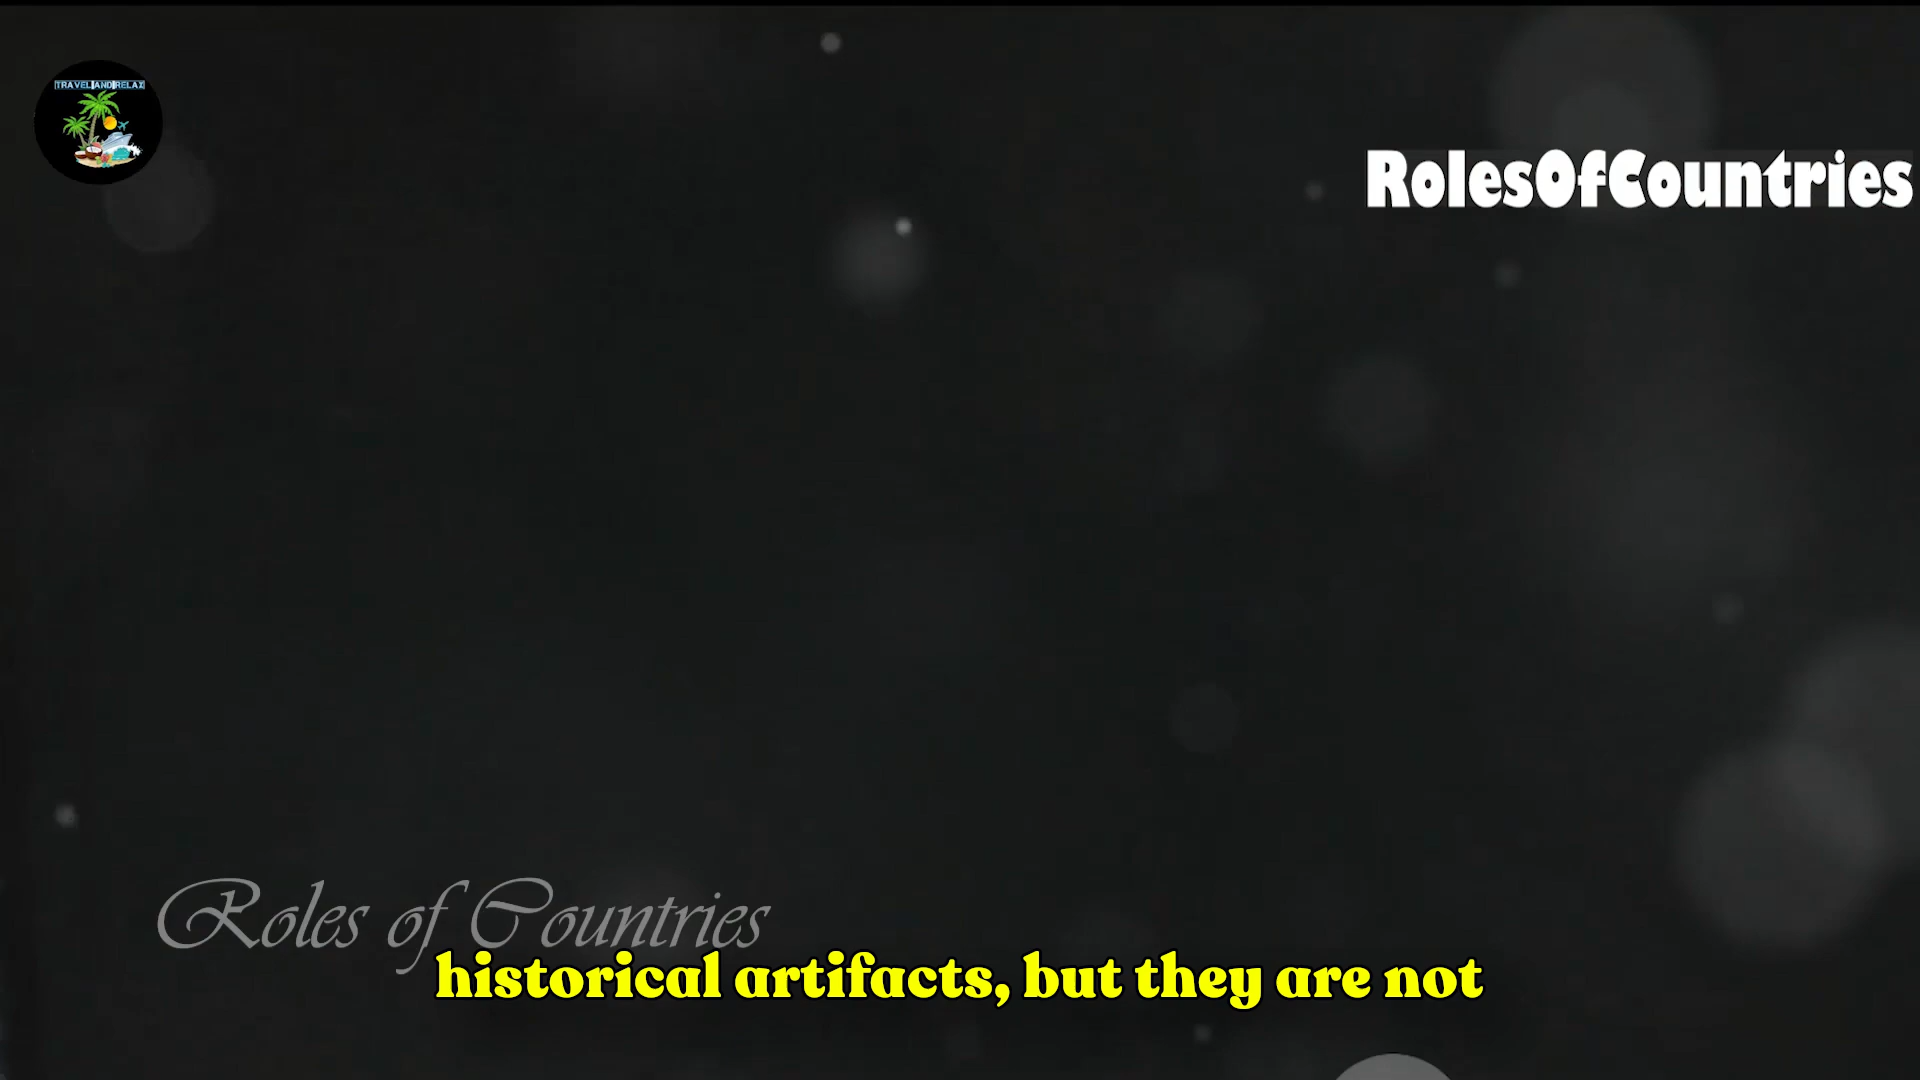 TRAVEL AND RELAX
RolesOfCountries
Roles of Countries
historical artifacts, but they are not